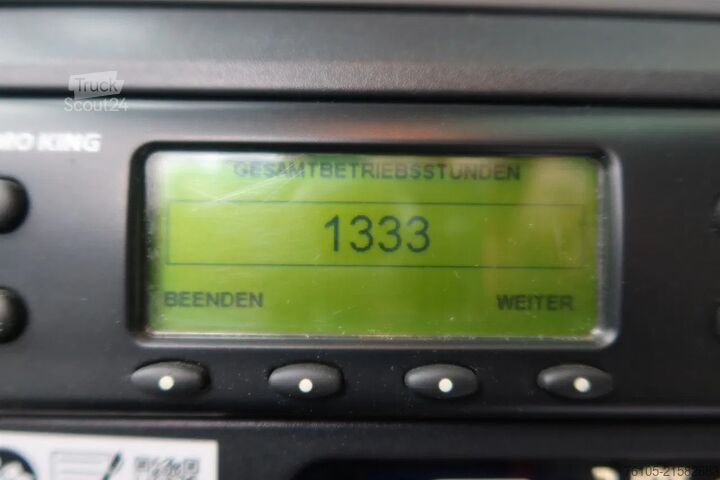 Truck
Scout24
MO KING
GESAMTBETRIEBSSTUNDEN
1333
BEENDEN
WEITER